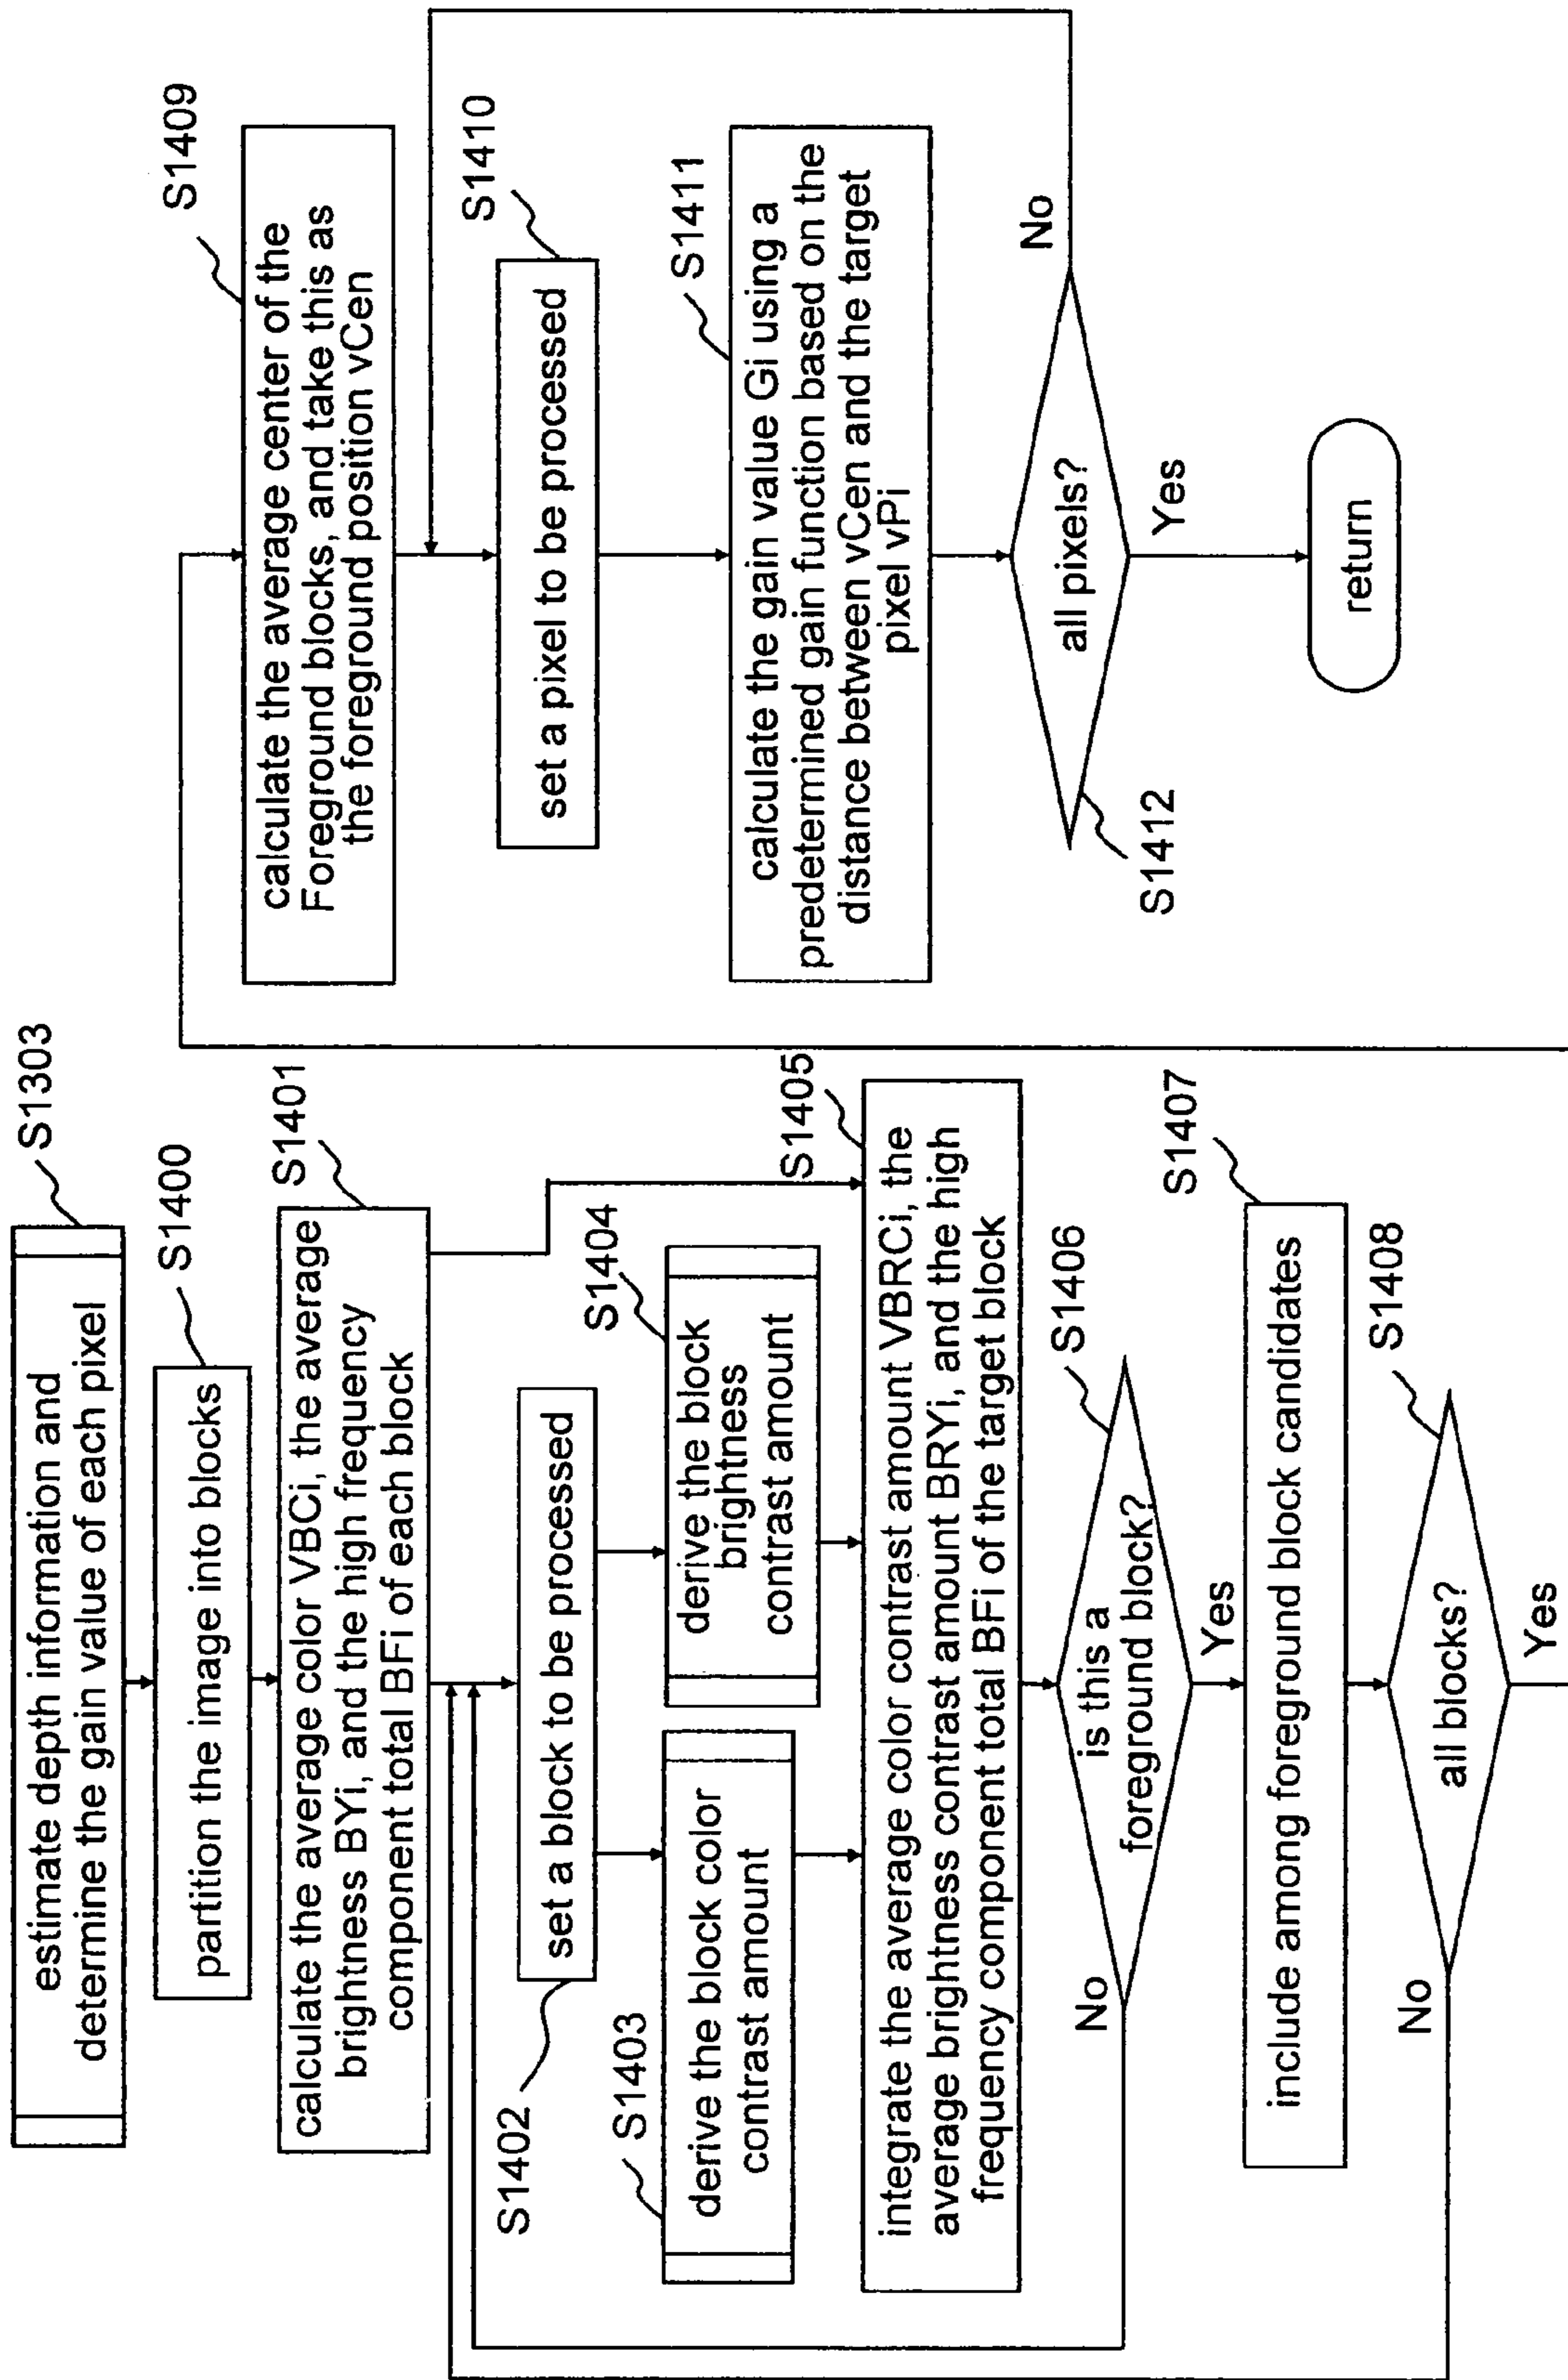 estimate depth information and
determine the gain value of each pixel
S1303
partition the image into blocks
S1400
calculate the average color VBCi, the average
brightness BYi, and the high frequency
component total BFi of each block
S1401
set a block to be processed
S1402
derive the block color
contrast amount
S1403
derive the block
brightness
contrast amount
S1404
integrate the average color contrast amount VBRCi, the
average brightness contrast amount BRYi, and the high
frequency component total BFi of the target block
S1405
is this a
foreground block?
S1406
No
Yes
include among foreground block candidates
S1407
all blocks?
S1408
No
Yes
calculate the average center of the
Foreground blocks, and take this as
the foreground position vCen
S1409
set a pixel to be processed
S1410
calculate the gain value Gi using a
predetermined gain function based on the
distance between vCen and the target
pixel vPi
S1411
all pixels?
S1412
No
Yes
return